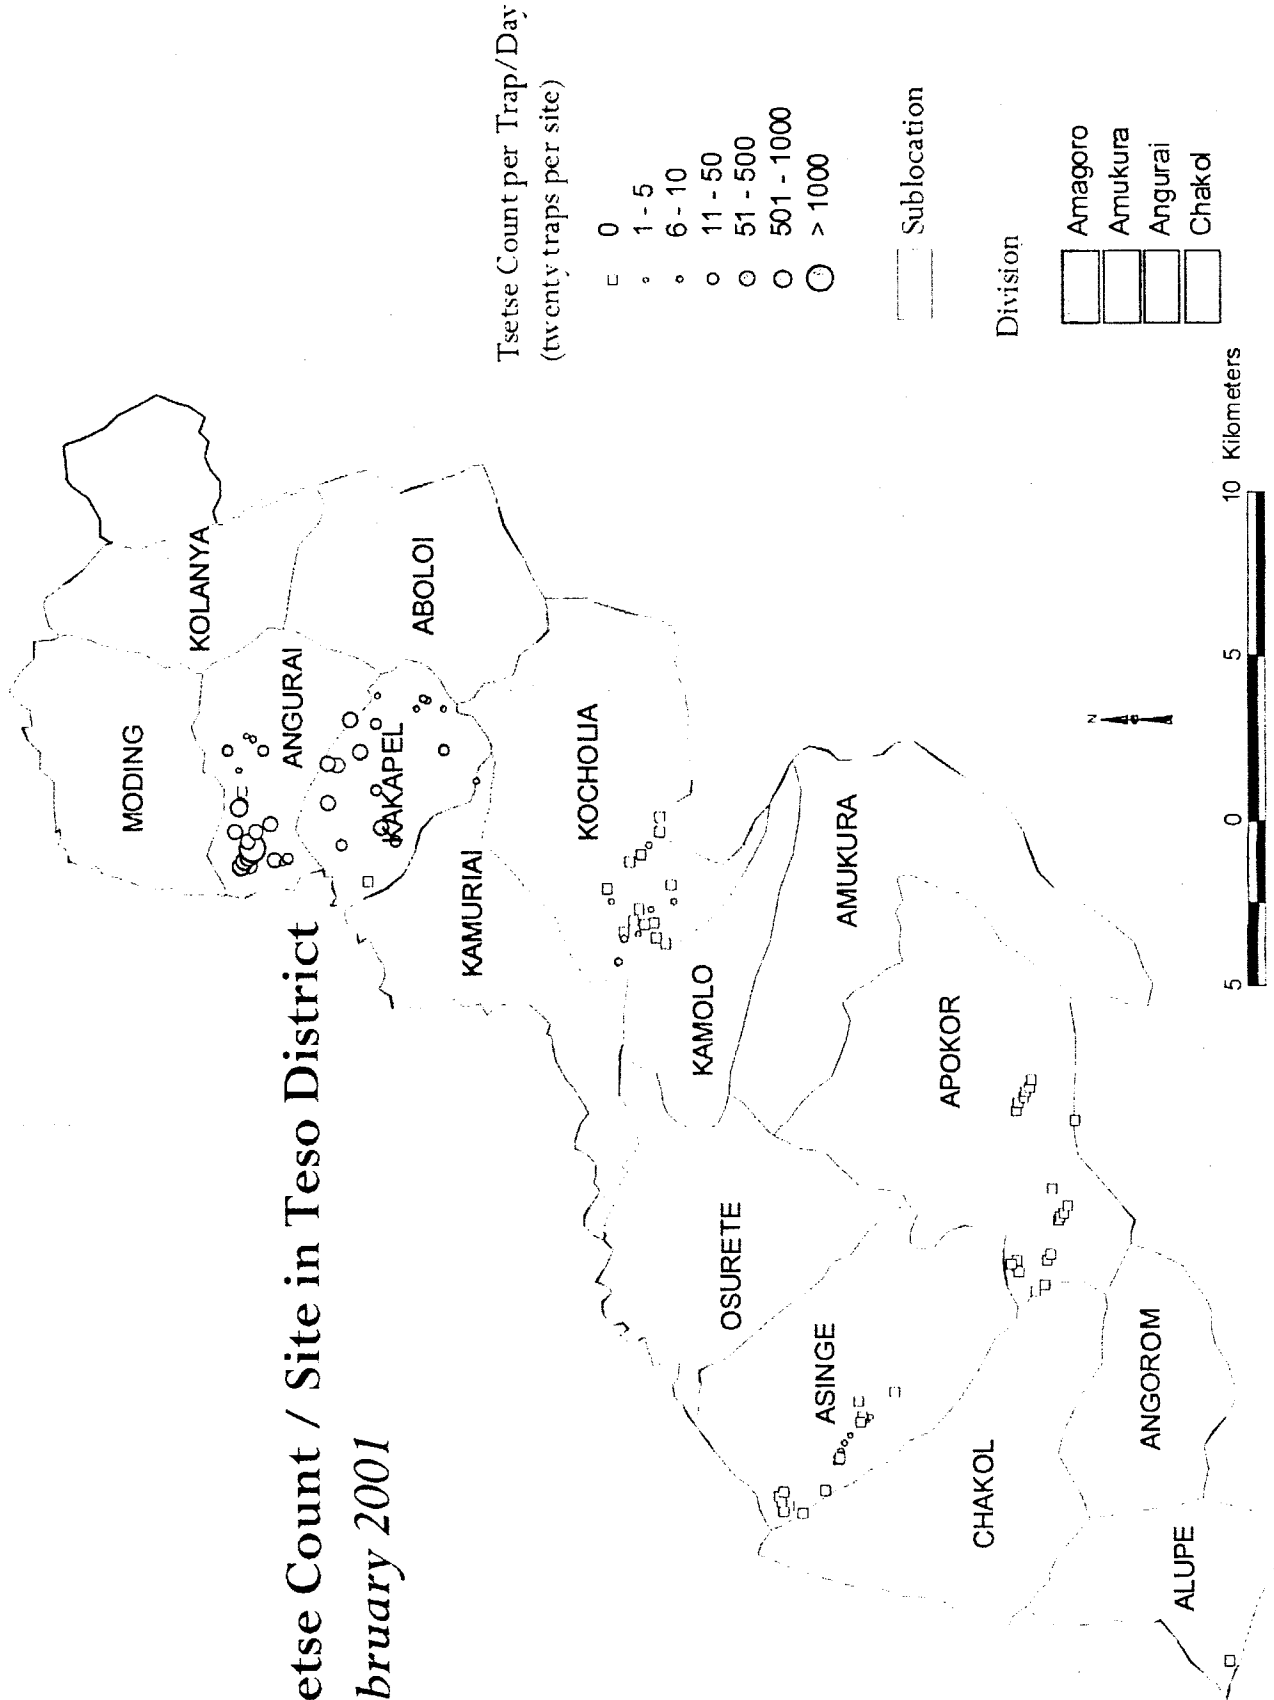 etse Count / Site in Teso District
bruary 2001
MODING
KOLANYA
ANGURAI
KAKAPEL
ABOLOI
KAMURIAI
KOCHOLIA
KAMOLO
AMUKURA
OSURETE
APOKOR
ASINGE
CHAKOL
ANGOROM
ALUPE
Tsetse Count per Trap/Day
(twenty traps per site)
0
1 - 5
6 - 10
11 - 50
51 - 500
501 - 1000
> 1000
Sublocation
Division
Amagoro
Amukura
Angurai
Chakol
N
5 0 5 10 Kilometers